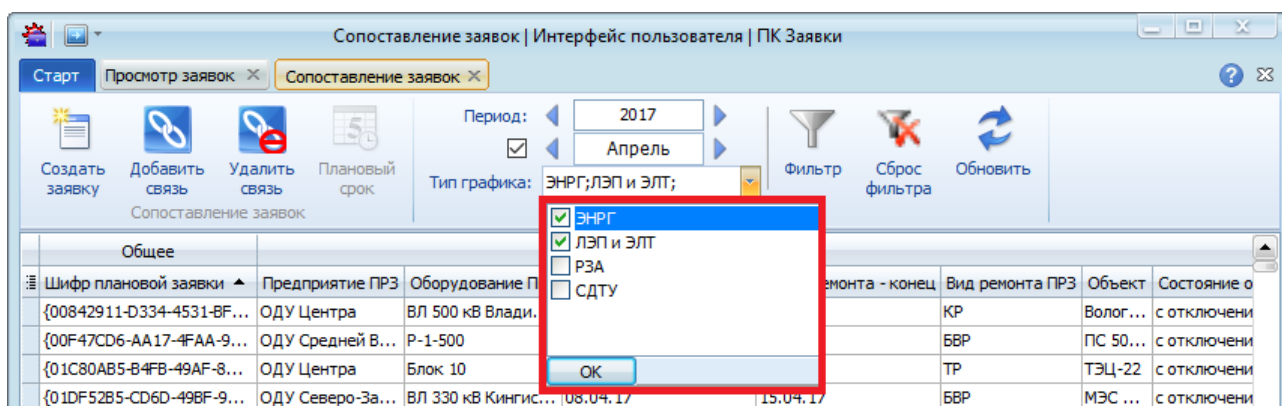 Сопоставление заявок | Интерфейс пользователя | ПК Заявки
Старт Просмотр заявок Сопоставление заявок
Создать заявку
Добавить связь
Удалить связь
Плановый срок
Сопоставление заявок
Период: 2017
Апрель
Тип графика: ЭНРГ;ЛЭП и ЭЛТ;
Фильтр
Сброс фильтра
Обновить
ЭНРГ
ЛЭП и ЭЛТ
РЗА
СДТУ
OK
Общее
Шифр плановой заявки Предприятие ПРЗ Оборудование П емонта - конец Вид ремонта ПРЗ Объект Состояние о
{00842911-D334-4531-BF... ОДУ Центра ВЛ 500 кВ Влади. КР Волог... с отключени
{00F47CD6-AA17-4FAA-9... ОДУ Средней В... Р-1-500 БВР ПС 50... с отключени
{01C80AB5-B4FB-49AF-8... ОДУ Центра Блок 10 ТР ТЭЦ-22 с отключени
{01DF52B5-CD6D-49BF-9... ОДУ Северо-За... ВЛ 330 кВ Кингис... 08.04.17 15.04.17 БВР МЭС ... с отключени